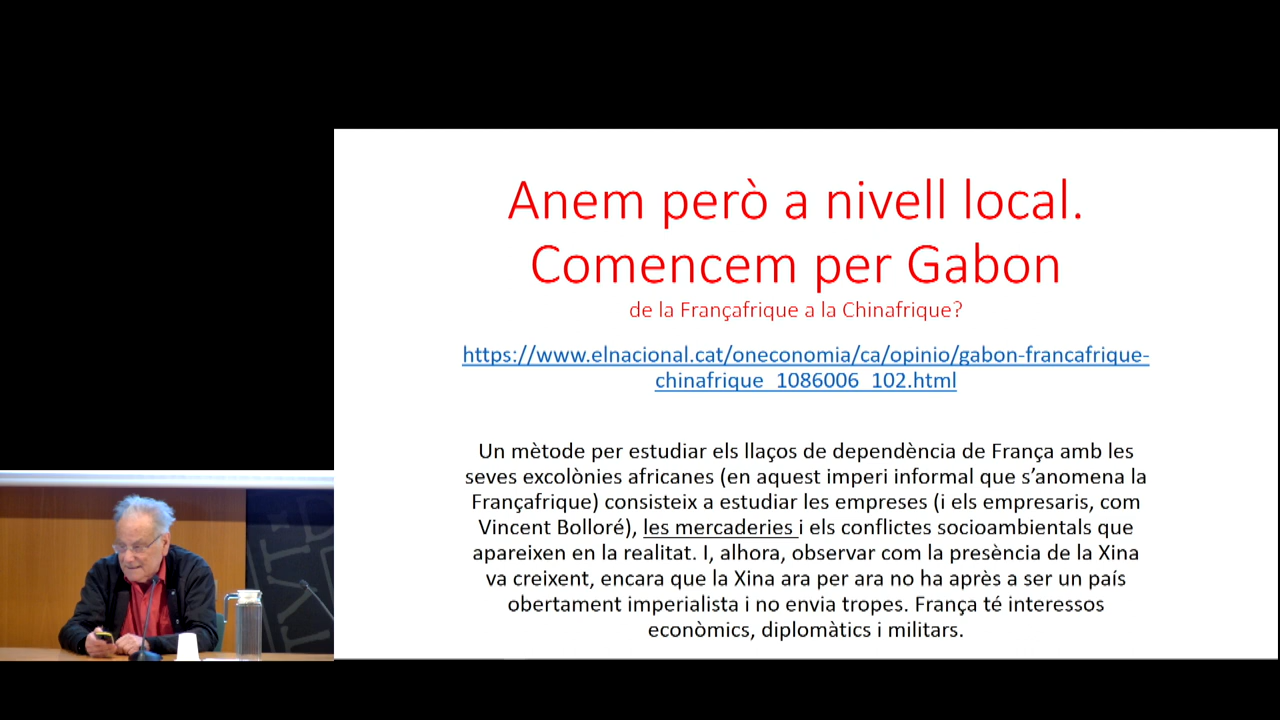 Anem però a nivell local.
Comencem per Gabon
de la Françafrique a la Chinafrique?
https://www.elnacional.cat/oneconomia/ca/opinio/gabon-francafrique-
chinafrique_1086006_102.html
Un mètode per estudiar els llaços de dependència de França amb les
seves excolònies africanes (en aquest imperi informal que s’anomena la
Françafrique) consisteix a estudiar les empreses (i els empresaris, com
Vincent Bolloré), les mercaderies i els conflictes socioambientals que
apareixen en la realitat. I, alhora, observar com la presència de la Xina
va creixent, encara que la Xina ara per ara no ha après a ser un país
obertament imperialista i no envia tropes. França té interessos
econòmics, diplomàtics i militars.